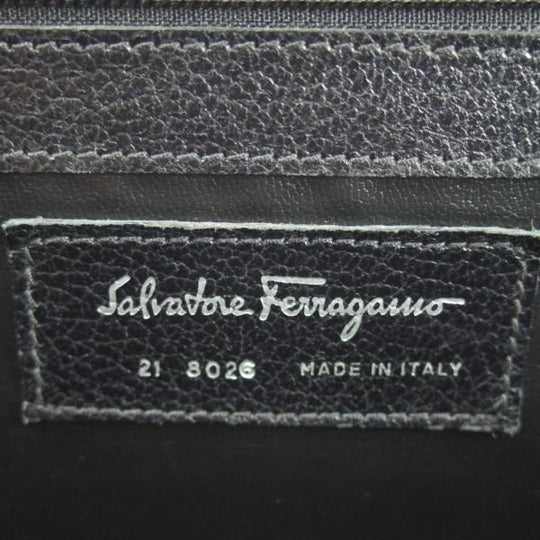 Salvatore Ferragamo
21 8026 MADE IN ITALY